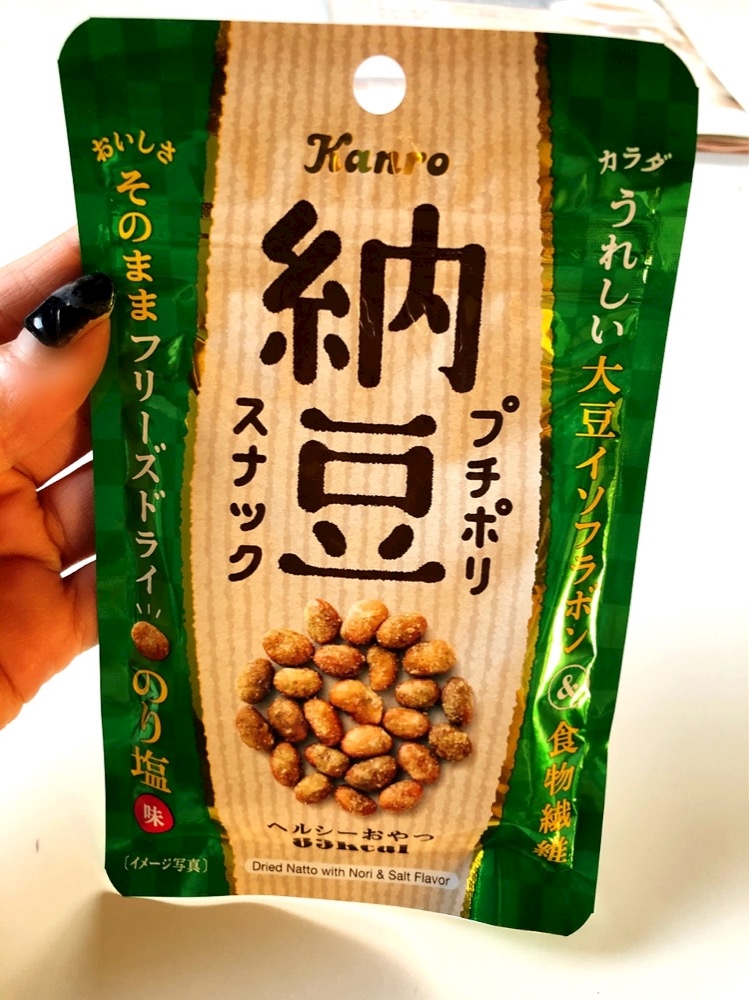 Kanro
納豆
プチポリ
スナック
おいしさ
そのまま フリーズドライ
のり塩
味
カラダ
うれしい 大豆イソフラボン & 食物繊維
ヘルシーおやつ
〔イメージ写真〕
Dried Natto with Nori & Salt Flavor